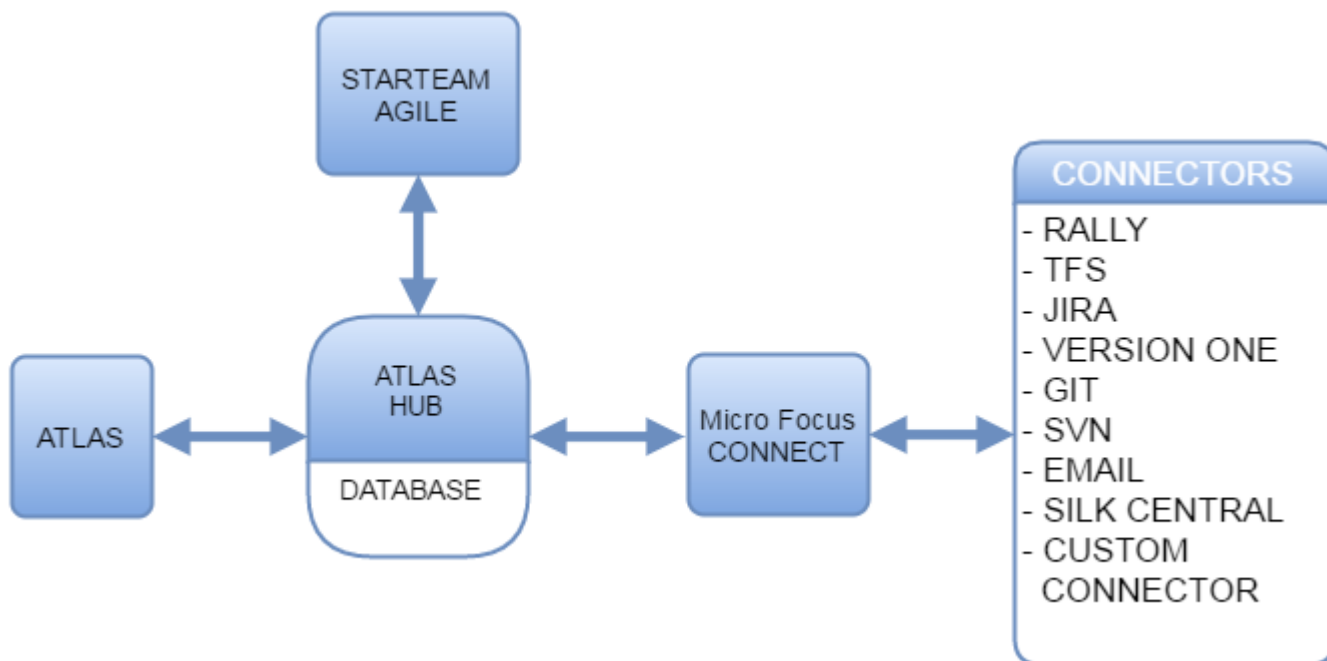 STARTEAM
AGILE
CONNECTORS
- RALLY
- TFS
- JIRA
- VERSION ONE
- GIT
- SVN
- EMAIL
- SILK CENTRAL
- CUSTOM
CONNECTOR
ATLAS
HUB
DATABASE
ATLAS
Micro Focus
CONNECT